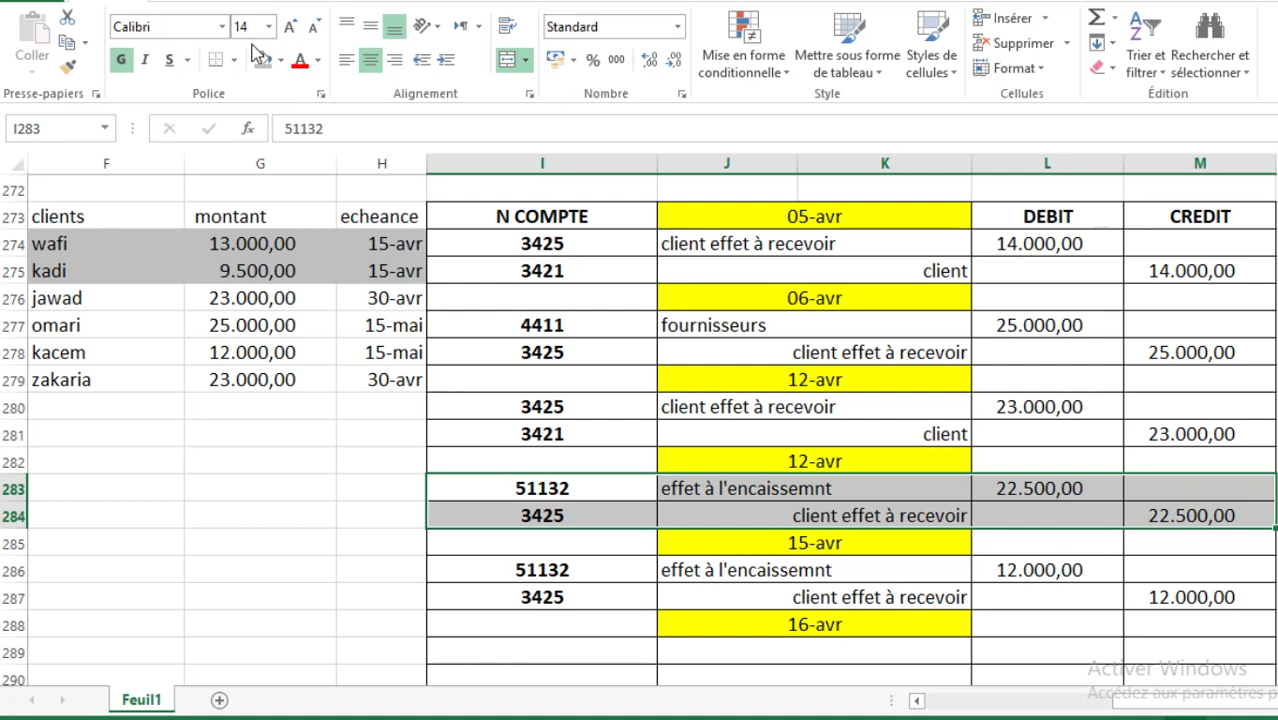 Calibri 14 Standard Insérer
Coller G I S A % 000 Mise en forme conditionnelle Mettre sous forme de tableau Styles de cellules Supprimer Format Trier et filtrer Rechercher et sélectionner
Presse-papiers Police Alignement Nombre Style Cellules Édition
I283 fx 51132
F G H I J K L M
272
273 clients montant echeance N COMPTE 05-avr DEBIT CREDIT
274 wafi 13.000,00 15-avr 3425 client effet à recevoir 14.000,00
275 kadi 9.500,00 15-avr 3421 client 14.000,00
276 jawad 23.000,00 30-avr 06-avr
277 omari 25.000,00 15-mai 4411 fournisseurs 25.000,00
278 kacem 12.000,00 15-mai 3425 client effet à recevoir 25.000,00
279 zakaria 23.000,00 30-avr 12-avr
280 3425 client effet à recevoir 23.000,00
281 3421 client 23.000,00
282 12-avr
283 51132 effet à l'encaissemnt 22.500,00
284 3425 client effet à recevoir 22.500,00
285 15-avr
286 51132 effet à l'encaissemnt 12.000,00
287 3425 client effet à recevoir 12.000,00
288 16-avr
289
290
Activer Windows
Accédez aux paramètres p
Feuil1